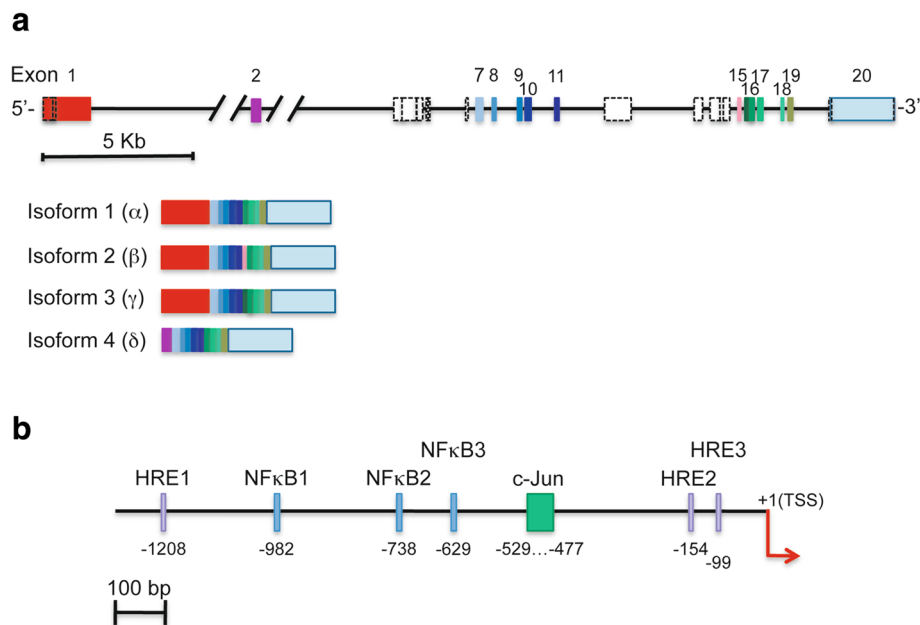 a
Exon 1 2 7 8 9 10 11 15 16 17 18 19 20
5'- -3'
5 Kb
Isoform 1 (α)
Isoform 2 (β)
Isoform 3 (γ)
Isoform 4 (δ)
b
NFκB3 HRE3
HRE1 NFκB1 NFκB2 c-Jun HRE2
+1(TSS)
-1208 -982 -738 -629 -529...-477 -154
-99
100 bp